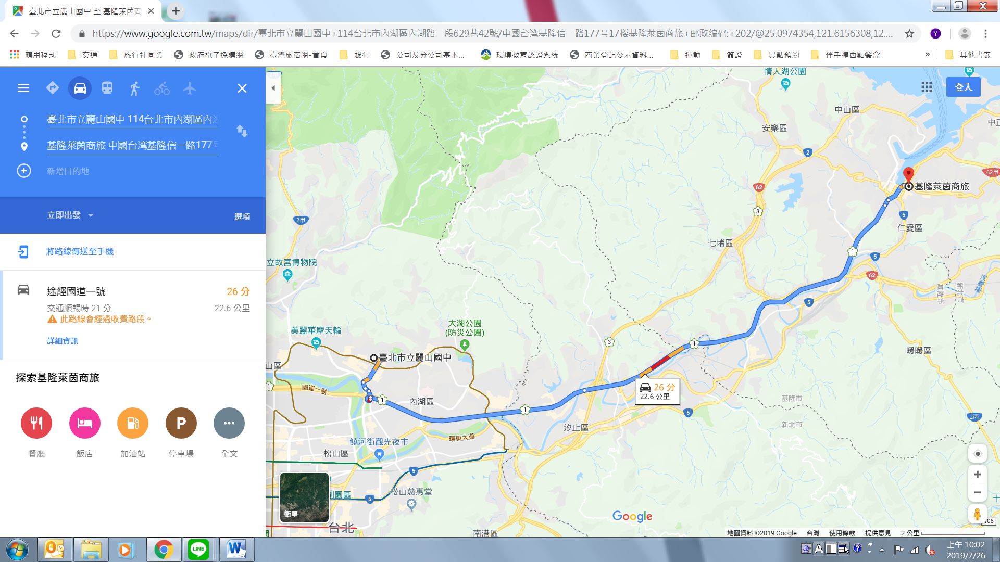 臺北市立麗山國中 至 基隆萊茵商
https://www.google.com.tw/maps/dir/臺北市立麗山國中+114台北市內湖區內湖路一段629巷42號/中國台湾基隆信一路177号17楼基隆萊茵商旅+邮政编码:+202/@25.0974354,121.6156308,12....
應用程式 交通 旅行社同業 政府電子採購網 臺灣旅宿網-首頁 銀行 公司及分公司基本... 環境教育認證系統 商業登記公示資料... 運動 簽證 景點預約 伴手禮西點餐盒 » 其他書籤
臺北市立麗山國中 114台北市內湖區內
基隆萊茵商旅 中國台湾基隆信一路177
新增目的地
立即出發
選項
將路線傳送至手機
途經國道一號 26 分
交通順暢時 21 分 22.6 公里
此路線會經過收費路段。
詳細資訊
探索基隆萊茵商旅
餐廳 飯店 加油站 停車場 全文
登入
情人湖公園
中山區
中正
安樂區
2
62甲
62
基隆萊茵商旅
3
5
仁愛區
2甲
七堵區
1
5
立故宮博物院
62
基隆河
新北市
基隆市
5
大湖公園
(防災公園)
美麗華摩天輪
3
1
暖暖區
臺北市立麗山國中
山區
1
國道一號
1
內湖區
26 分
22.6 公里
基隆市
1
5
2丙
汐止區
新北市
環東大道
饒河街觀光夜市
松山區
5
松山慈惠堂
5
創園區
衛星
台北
南港區
Google
106
地圖資料 ©2019 Google 台灣 使用條款 提供意見 2 公里
LINE
A
上午 10:02
2019/7/26